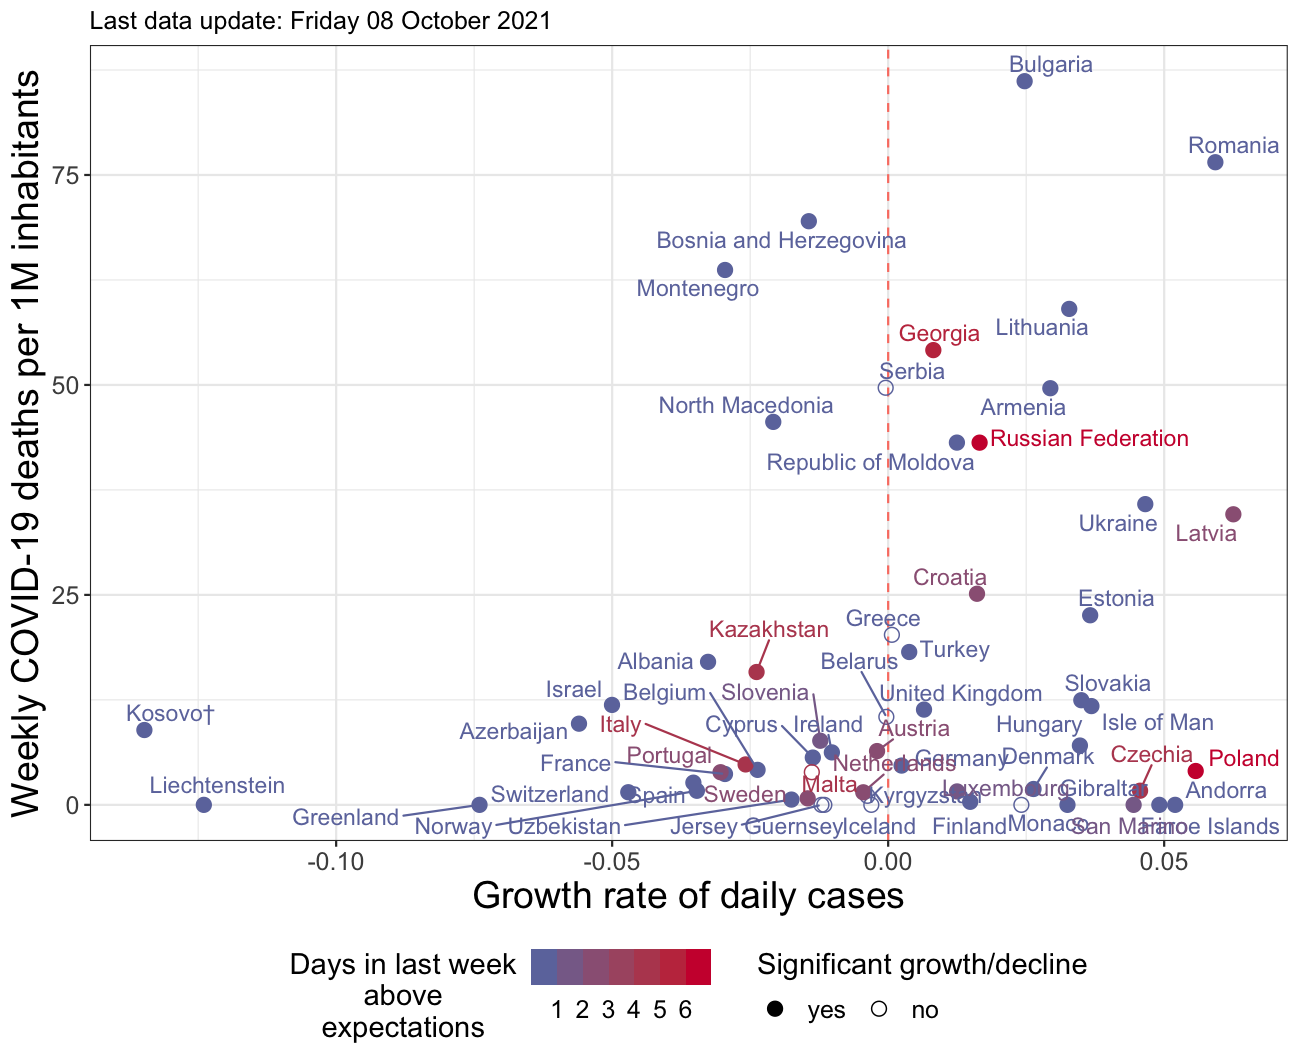 Last data update: Friday 08 October 2021
Weekly COVID-19 deaths per 1M inhabitants
75
50
25
0
Bulgaria
Romania
Bosnia and Herzegovina
Montenegro
Lithuania
Georgia
Serbia
North Macedonia
Armenia
Russian Federation
Republic of Moldova
Ukraine
Latvia
Croatia
Estonia
Greece
Kazakhstan
Turkey
Albania
Belarus
Slovakia
Israel
Belgium
Slovenia
United Kingdom
Kosovo†
Azerbaijan
Italy
Cyprus
Ireland
Austria
Hungary
Isle of Man
France
Portugal
Netherlands
Germany
Denmark
Czechia
Poland
Liechtenstein
Switzerland
Spain
Sweden
Malta
Kyrgyzstan
Luxembourg
Gibraltar
Andorra
Greenland
Norway
Uzbekistan
Jersey
Guernsey
Iceland
Finland
Monaco
San Marino
Faroe Islands
-0.10
-0.05
0.00
0.05
Growth rate of daily cases
Days in last week
above
expectations
1 2 3 4 5 6
Significant growth/decline
yes
no